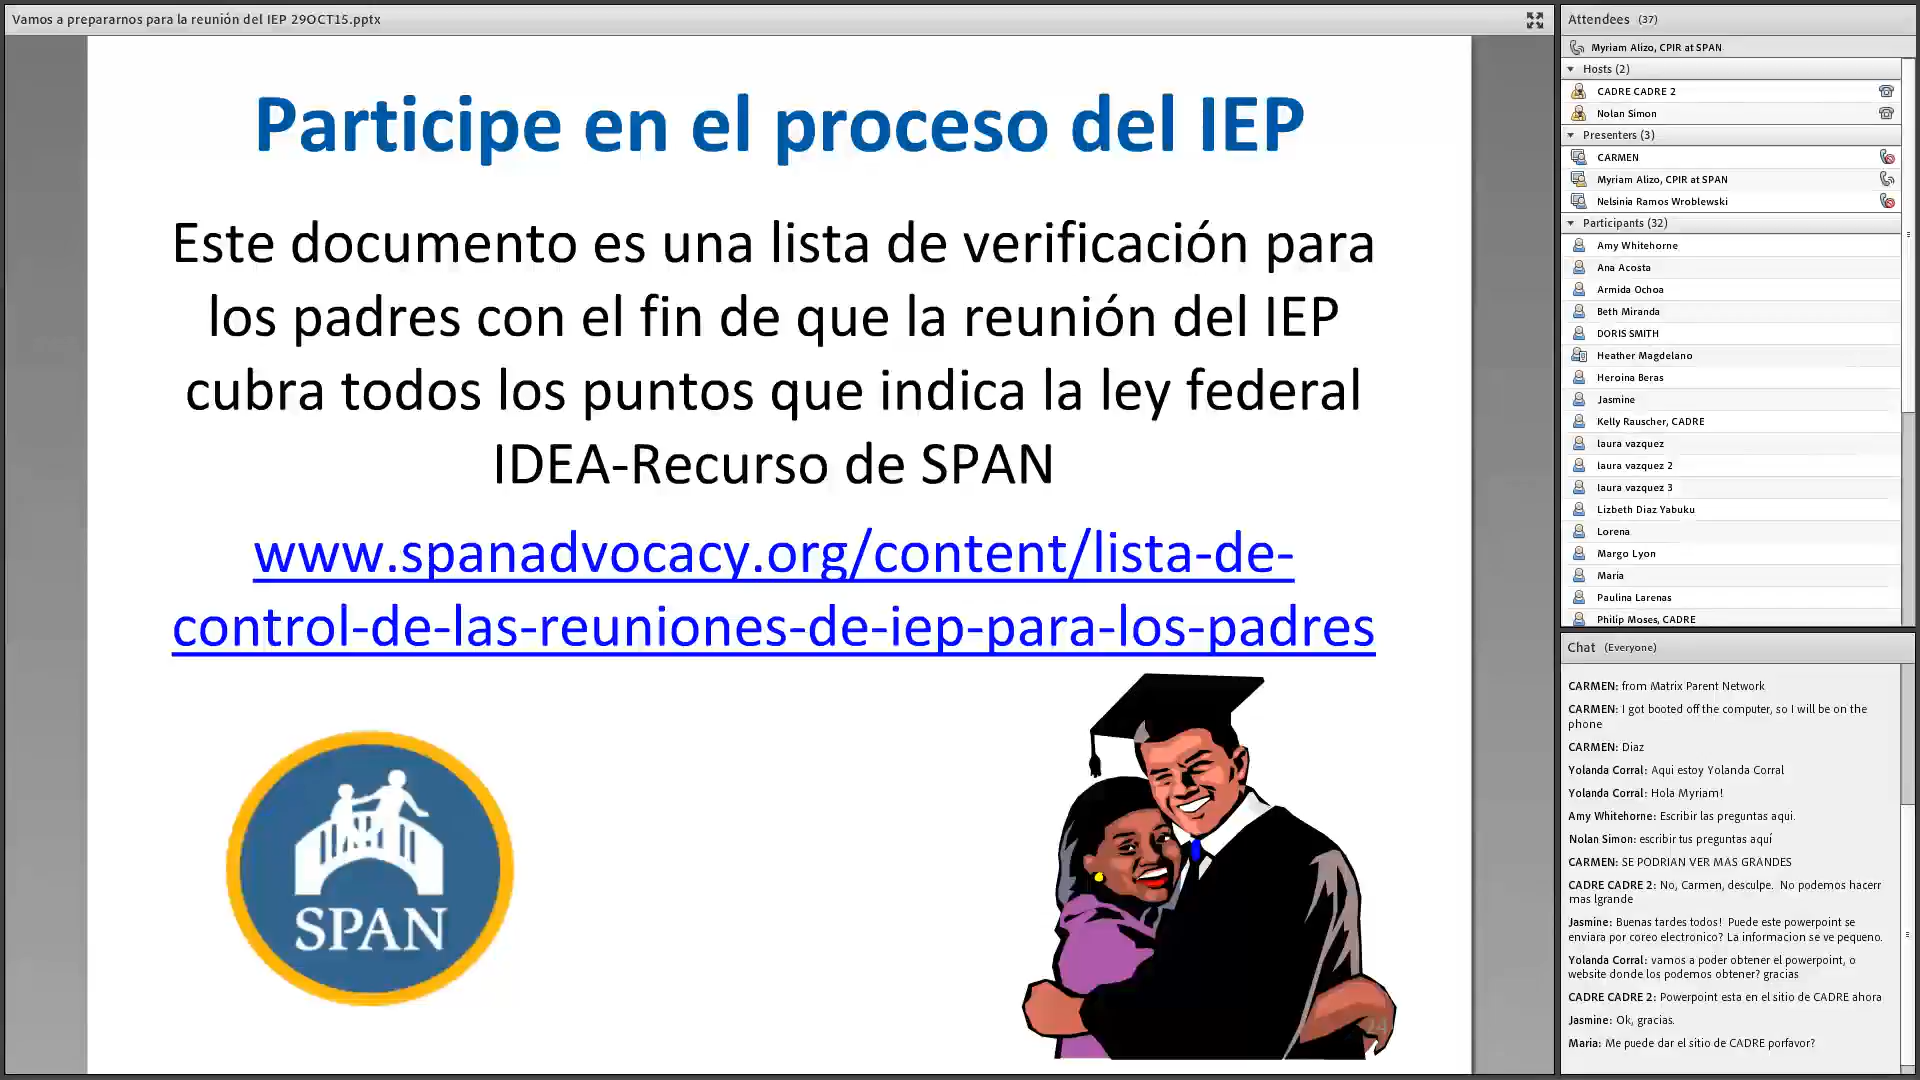 Vamos a prepararnos para la reunión del IEP 29OCT15.pptx
Participe en el proceso del IEP
Este documento es una lista de verificación para
los padres con el fin de que la reunión del IEP
cubra todos los puntos que indica la ley federal
IDEA-Recurso de SPAN
www.spanadvocacy.org/content/lista-de-
control-de-las-reuniones-de-iep-para-los-padres
SPAN
24
Attendees (37)
Myriam Alizo, CPIR at SPAN
Hosts (2)
CADRE CADRE 2
Nolan Simon
Presenters (3)
CARMEN
Myriam Alizo, CPIR at SPAN
Nelsinia Ramos Wroblewski
Participants (32)
Amy Whitehorne
Ana Acosta
Armida Ochoa
Beth Miranda
DORIS SMITH
Heather Magdelano
Heroina Beras
Jasmine
Kelly Rauscher, CADRE
laura vazquez
laura vazquez 2
laura vazquez 3
Lizbeth Diaz Yabuku
Lorena
Margo Lyon
Maria
Paulina Larenas
Philip Moses, CADRE
Chat (Everyone)
CARMEN: from Matrix Parent Network
CARMEN: I got booted off the computer, so I will be on the
phone
CARMEN: Diaz
Yolanda Corral: Aqui estoy Yolanda Corral
Yolanda Corral: Hola Myriam!
Amy Whitehorne: Escribir las preguntas aqui.
Nolan Simon: escribir tus preguntas aquí
CARMEN: SE PODRIAN VER MAS GRANDES
CADRE CADRE 2: No, Carmen, desculpe. No podemos hacerr
mas lgrande
Jasmine: Buenas tardes todos! Puede este powerpoint se
enviara por coreo electronico? La informacion se ve pequeno.
Yolanda Corral: vamos a poder obtener el powerpoint, o
website donde los podemos obtener? gracias
CADRE CADRE 2: Powerpoint esta en el sitio de CADRE ahora
Jasmine: Ok, gracias.
Maria: Me puede dar el sitio de CADRE porfavor?